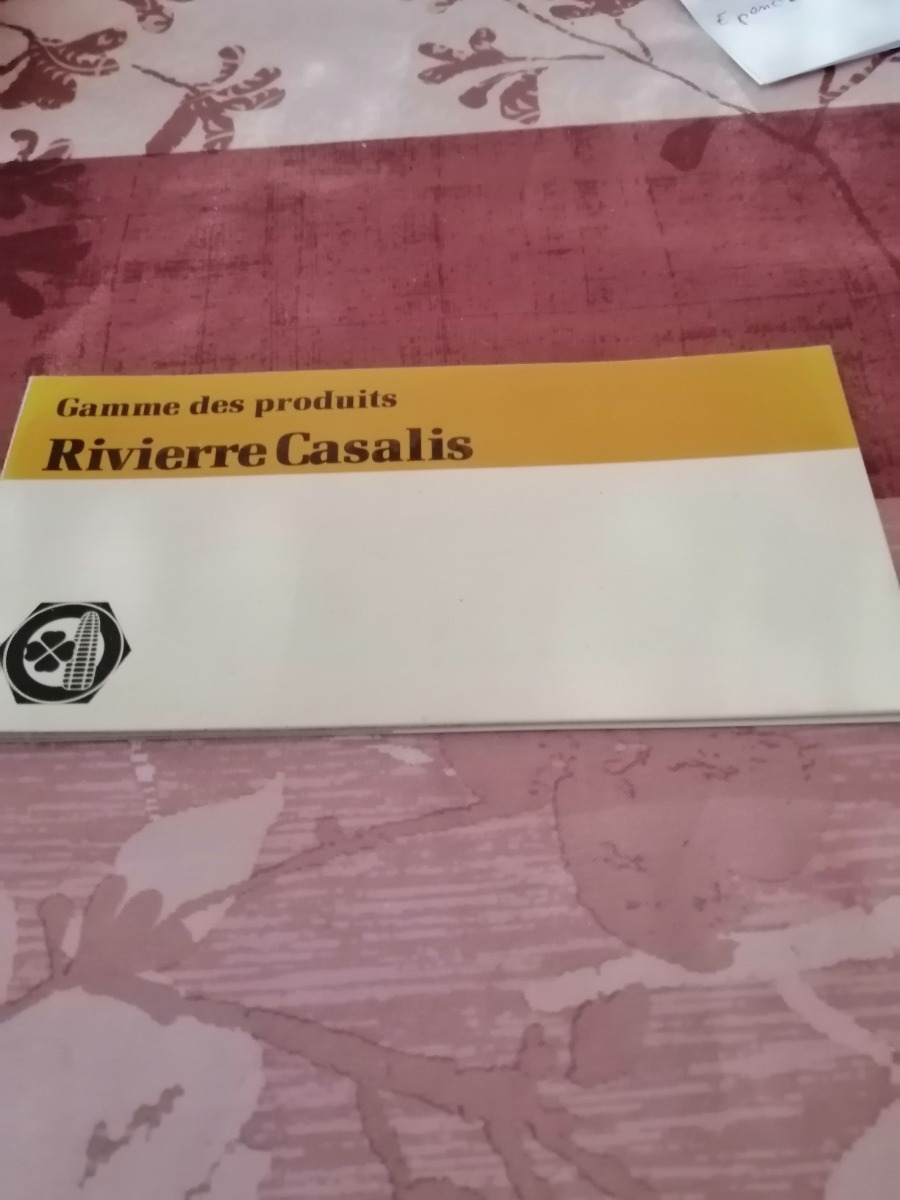 Gamme des produits
Rivierre Casalis